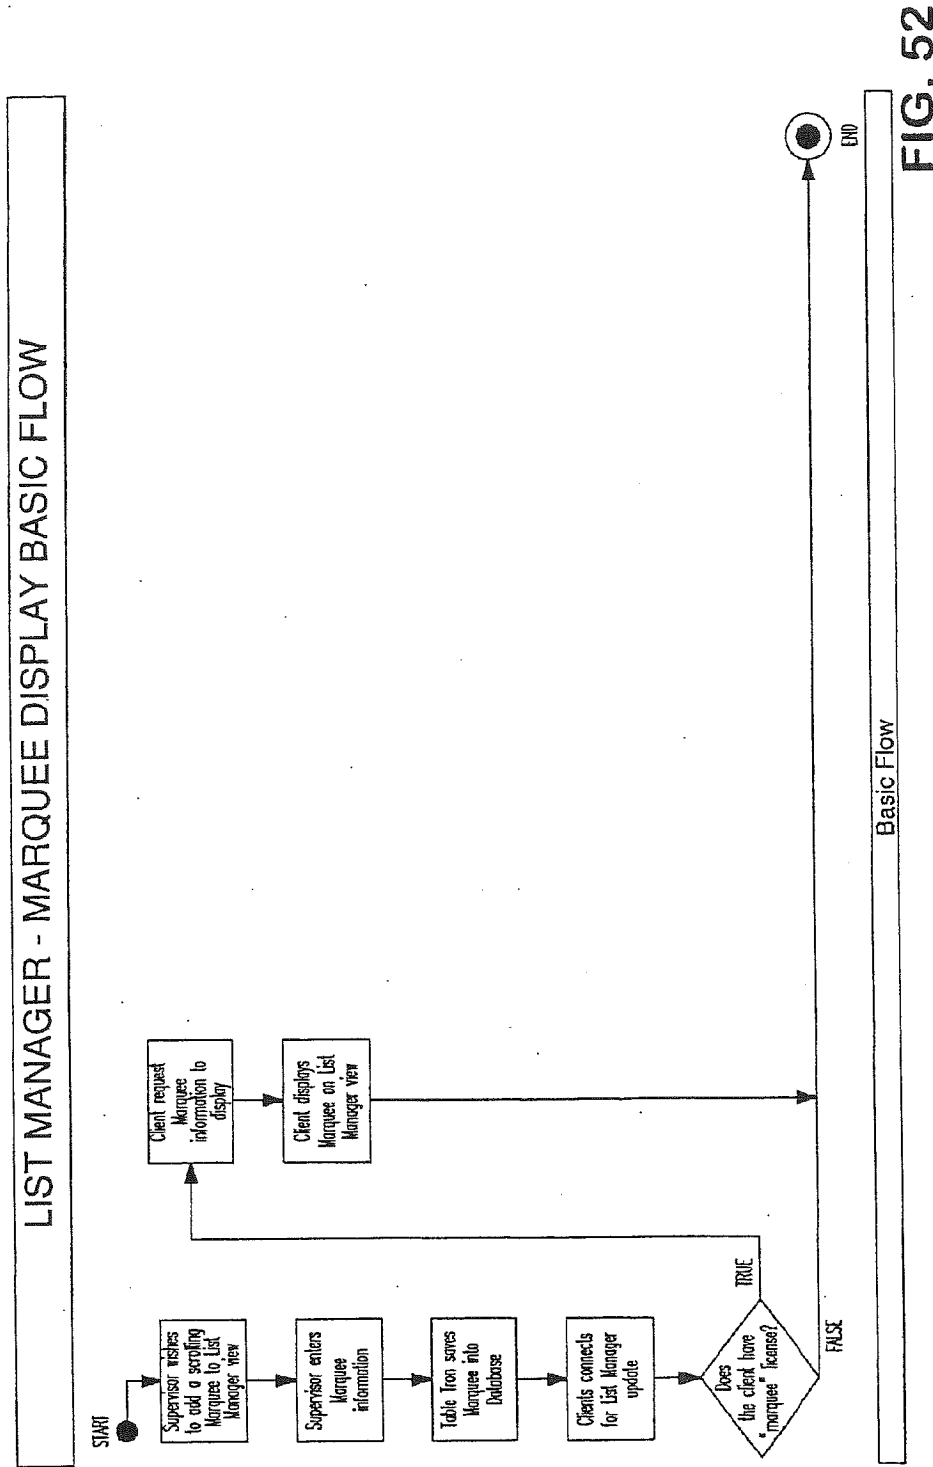 LIST MANAGER - MARQUEE DISPLAY BASIC FLOW
START
Supervisor wishes
to add a scrolling
Marquee to List
Manager view
Supervisor enters
Marquee
information
Table Tron saves
Marquee into
Database
Clients connects
for List Manager
update
Does
the client have
"marquee" license?
TRUE
FALSE
Client request
Marquee
information to
display
Client displays
Marquee on List
Manager view
END
Basic Flow
FIG. 52